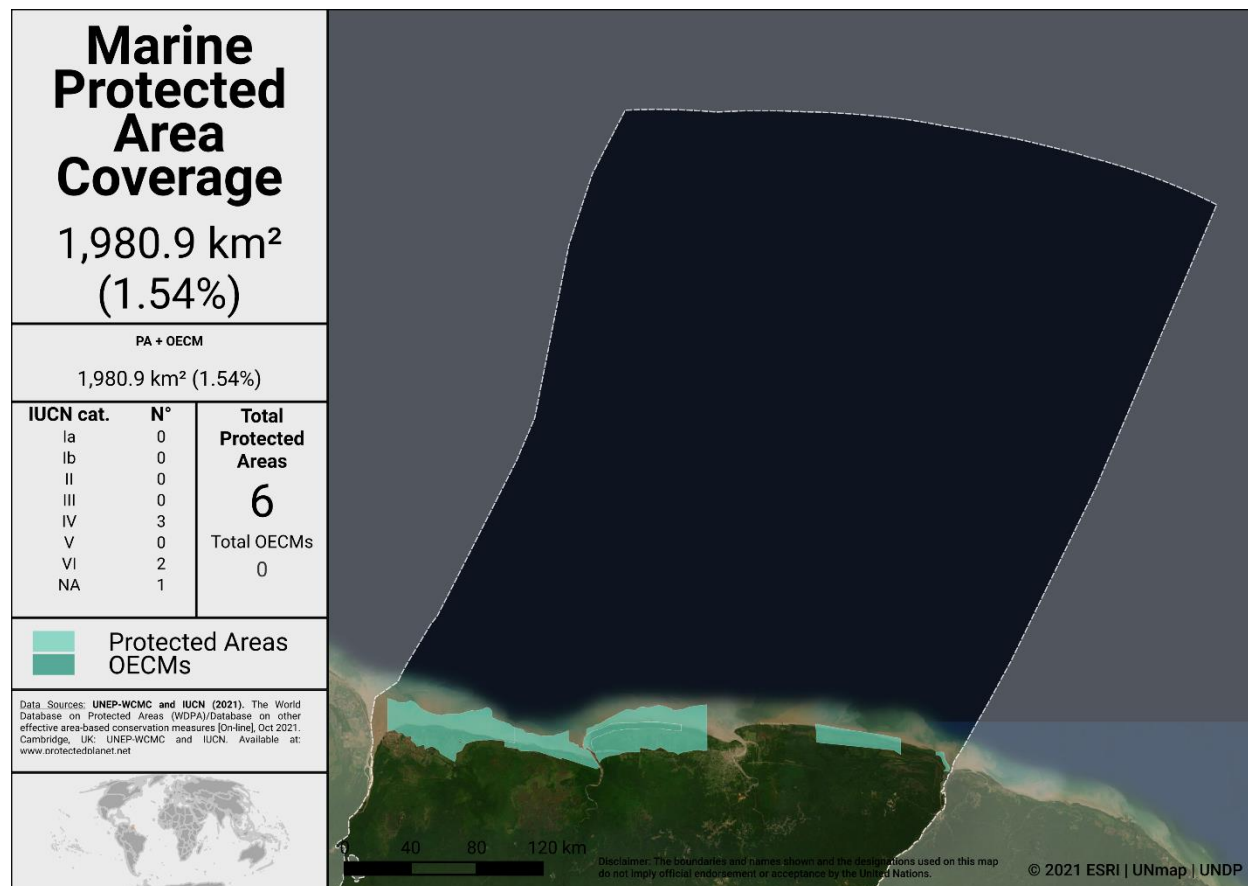 Marine
Protected
Area
Coverage
1,980.9 km²
(1.54%)
PA + OECM
1,980.9 km² (1.54%)
IUCN cat. N°
Ia 0
Ib 0
II 0
III 0
IV 3
V 0
VI 2
NA 1
Total
Protected
Areas
6
Total OECMs
0
Protected Areas
OECMs
Data Sources: UNEP-WCMC and IUCN (2021). The World
Database on Protected Areas (WDPA)/Database on other
effective area-based conservation measures [On-line], Oct 2021.
Cambridge, UK: UNEP-WCMC and IUCN. Available at:
www.protectedplanet.net
0 40 80 120 km
Disclaimer: The boundaries and names shown and the designations used on this map
do not imply official endorsement or acceptance by the United Nations.
© 2021 ESRI | UNmap | UNDP